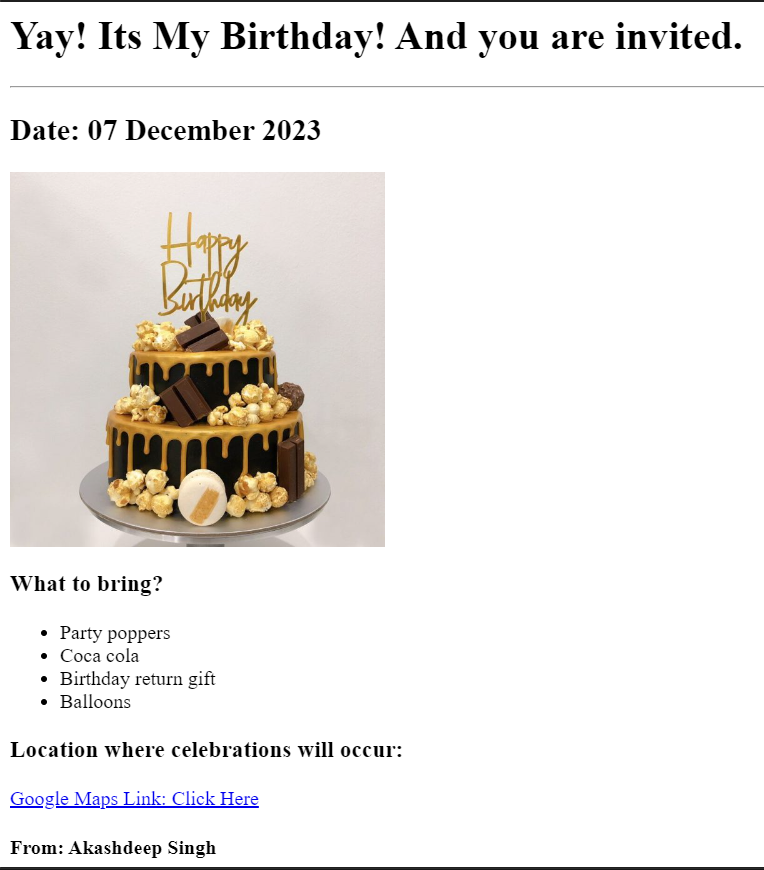 Yay! Its My Birthday! And you are invited.
Date: 07 December 2023
Happy
Birthday
What to bring?
Party poppers
Coca cola
Birthday return gift
Balloons
Location where celebrations will occur:
Google Maps Link: Click Here
From: Akashdeep Singh